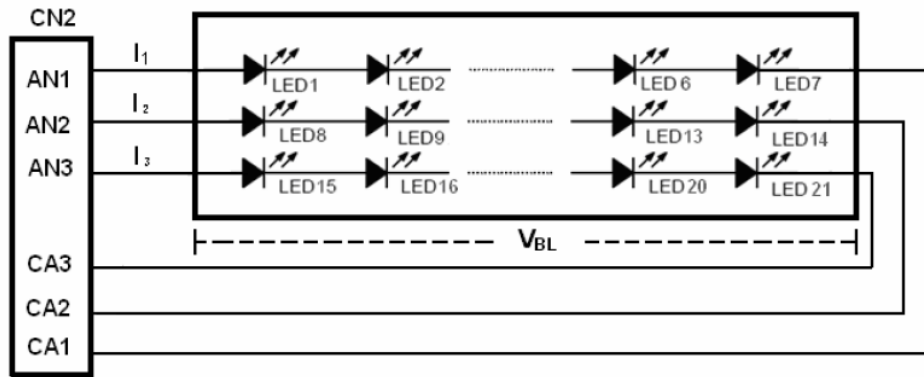 CN2
AN1 I₁ LED1 LED2 LED6 LED7
AN2 I₂ LED8 LED9 LED13 LED14
AN3 I₃ LED15 LED16 LED20 LED21
V_BL
CA3
CA2
CA1